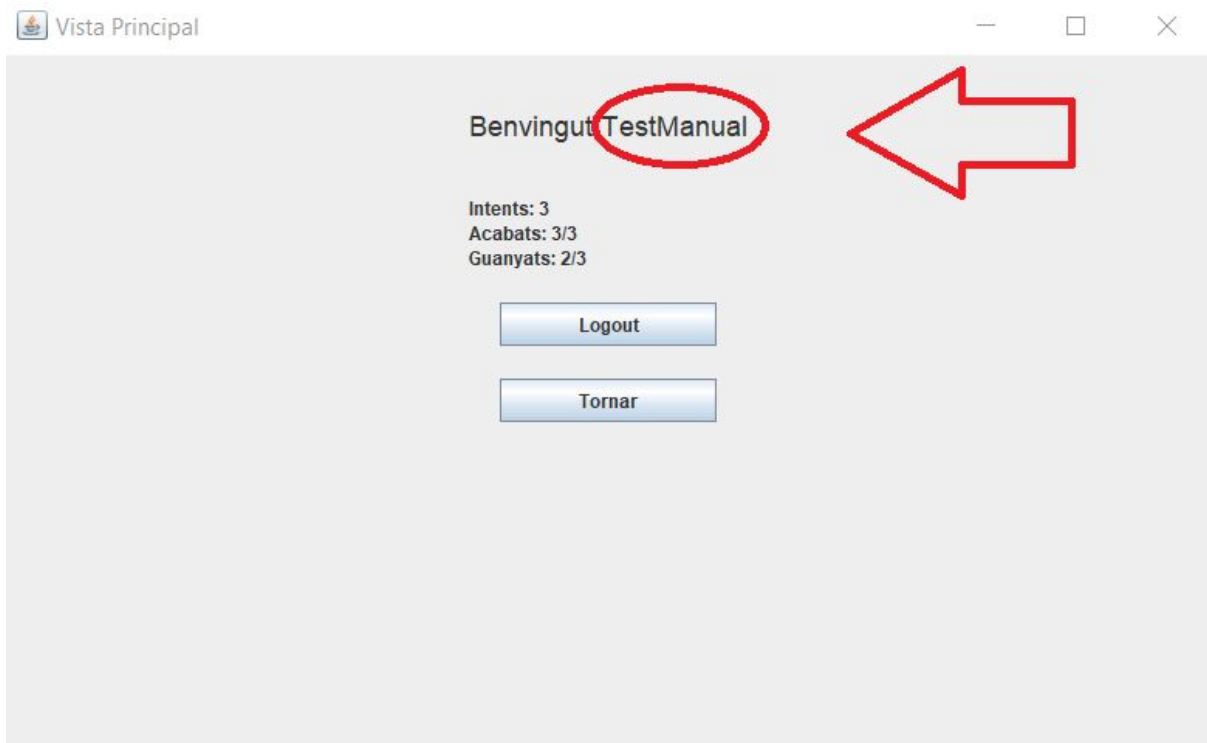 Vista Principal
Benvingut TestManual
Intents: 3
Acabats: 3/3
Guanyats: 2/3
Logout
Tornar